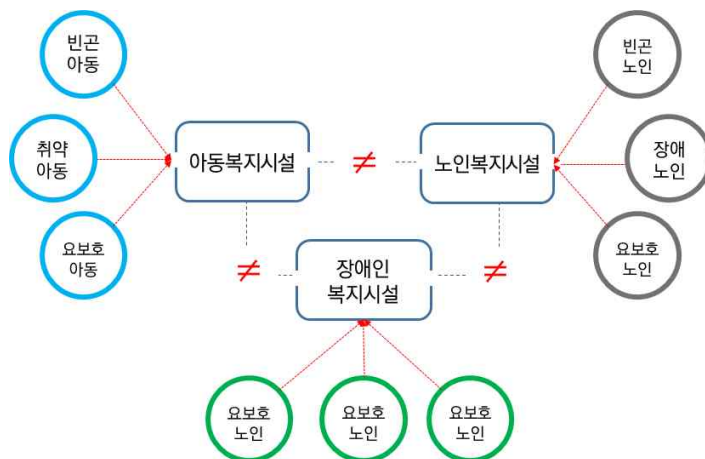 빈곤
아동
빈곤
노인
취약
아동
아동복지시설
≠
노인복지시설
장애
노인
요보호
아동
요보호
노인
≠
장애인
복지시설
≠
요보호
노인
요보호
노인
요보호
노인